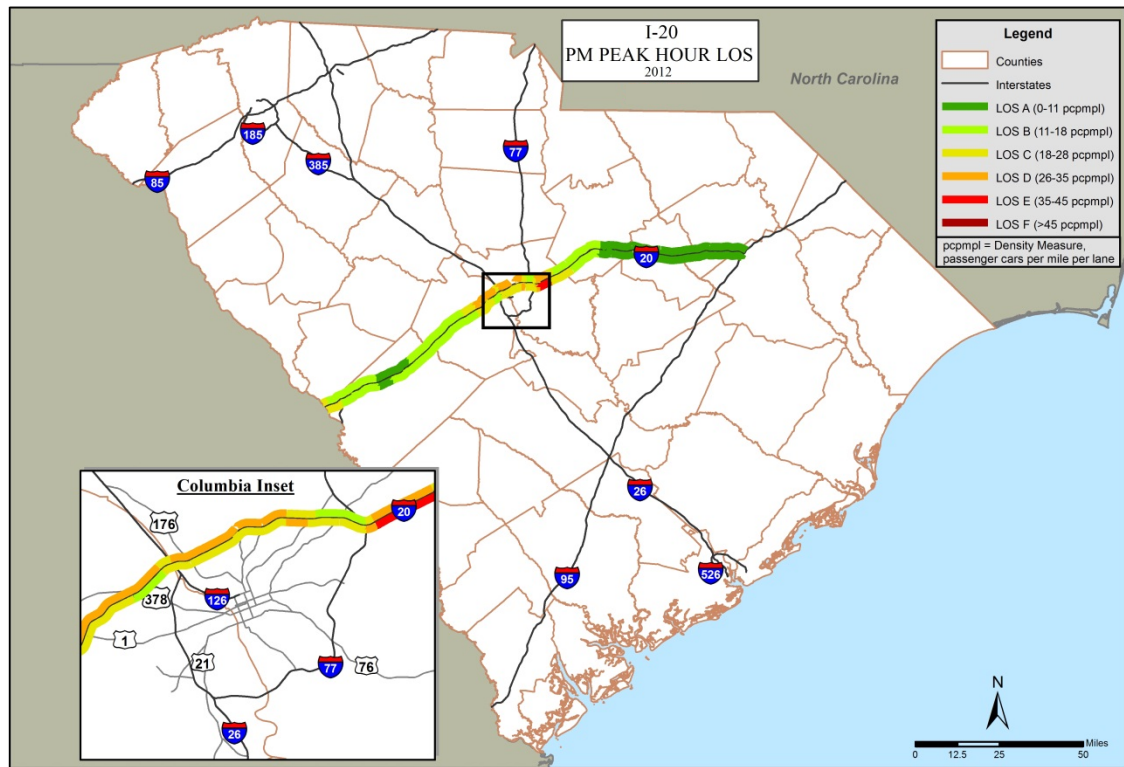 I-20
PM PEAK HOUR LOS
2012
North Carolina
Legend
Counties
Interstates
LOS A (0-11 pcpmpl)
LOS B (11-18 pcpmpl)
LOS C (18-28 pcpmpl)
LOS D (26-35 pcpmpl)
LOS E (35-45 pcpmpl)
LOS F (>45 pcpmpl)
pcpmpl = Density Measure,
passenger cars per mile per lane
185
385
85
77
20
26
95
526
Columbia Inset
176
20
378
126
1
21
77
76
26
N
0 12.5 25 50 Miles